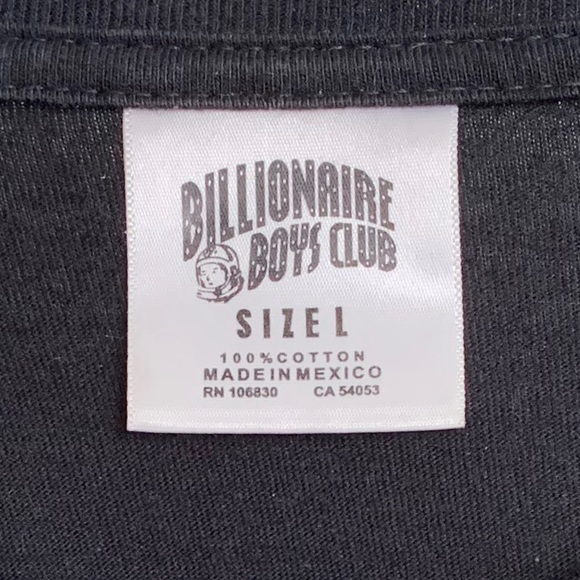 BILLIONAIRE
BOYS CLUB
SIZE L
100% COTTON
MADE IN MEXICO
RN 106830 CA 54053